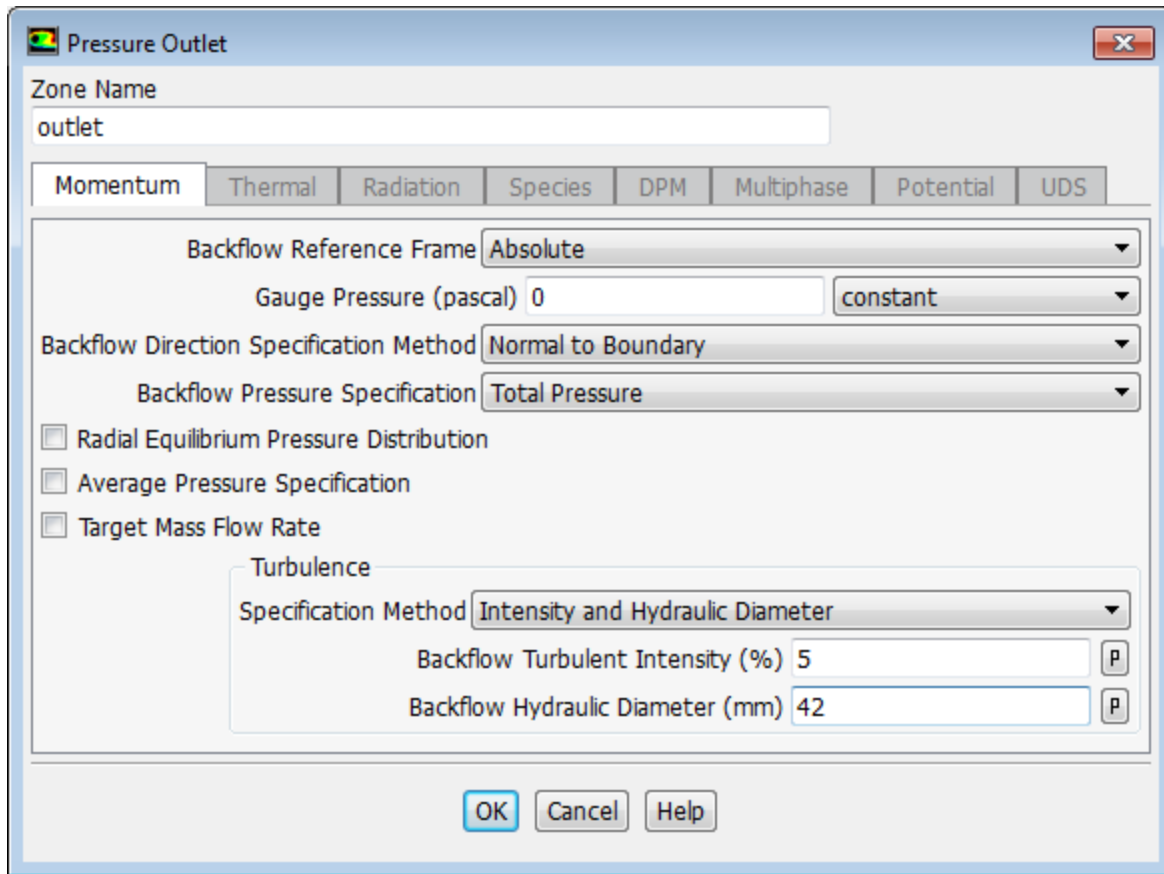 Pressure Outlet
Zone Name
outlet
Momentum Thermal Radiation Species DPM Multiphase Potential UDS
Backflow Reference Frame Absolute
Gauge Pressure (pascal) 0 constant
Backflow Direction Specification Method Normal to Boundary
Backflow Pressure Specification Total Pressure
Radial Equilibrium Pressure Distribution
Average Pressure Specification
Target Mass Flow Rate
Turbulence
Specification Method Intensity and Hydraulic Diameter
Backflow Turbulent Intensity (%) 5 P
Backflow Hydraulic Diameter (mm) 42 P
OK Cancel Help